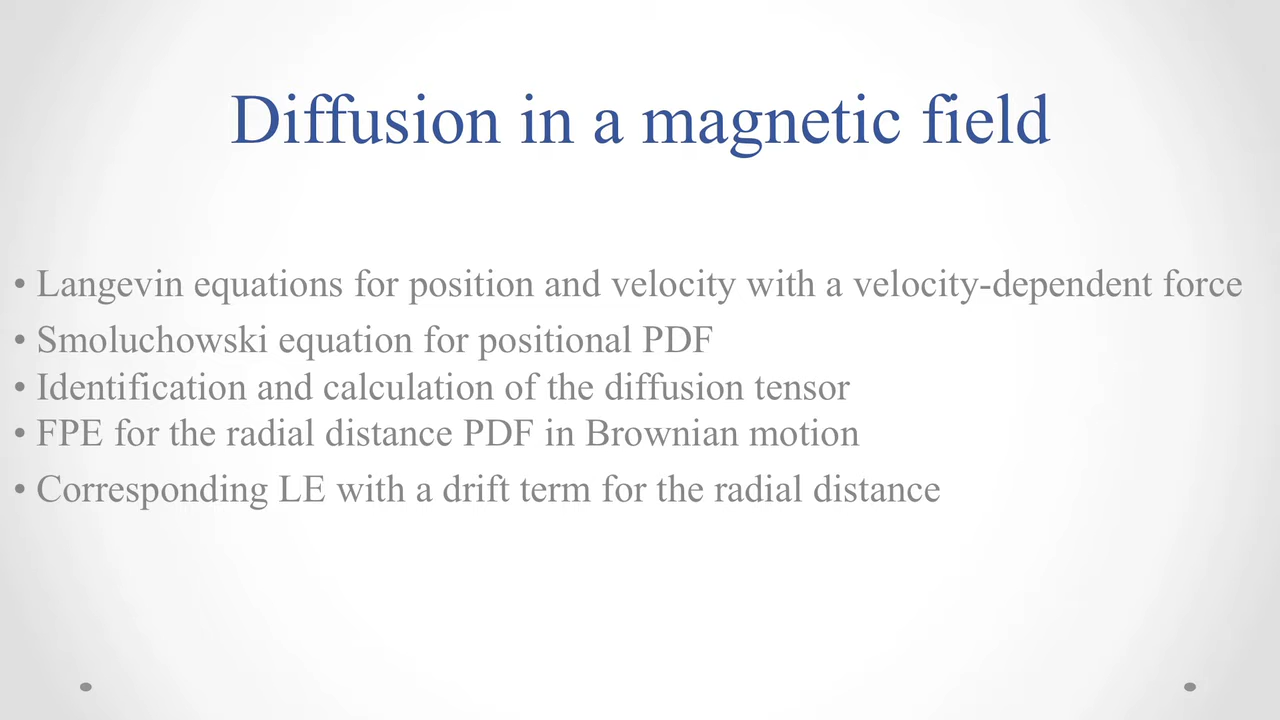 Diffusion in a magnetic field
• Langevin equations for position and velocity with a velocity-dependent force
• Smoluchowski equation for positional PDF
• Identification and calculation of the diffusion tensor
• FPE for the radial distance PDF in Brownian motion
• Corresponding LE with a drift term for the radial distance